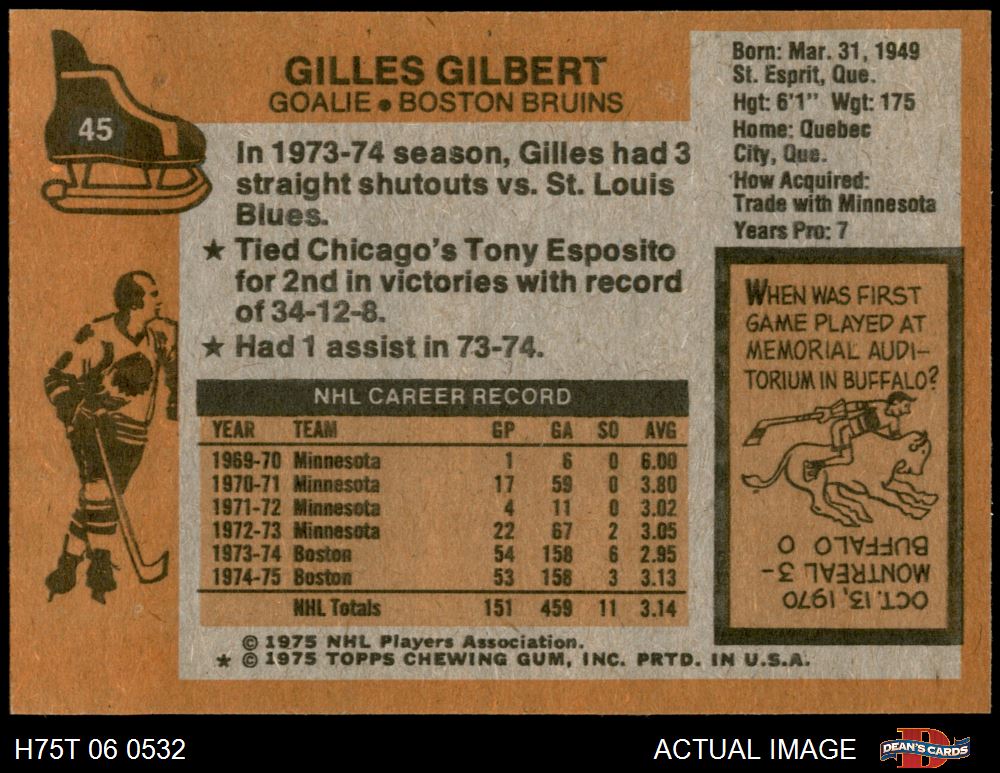 45
GILLES GILBERT
GOALIE • BOSTON BRUINS
In 1973-74 season, Gilles had 3
straight shutouts vs. St. Louis
Blues.
★ Tied Chicago's Tony Esposito
for 2nd in victories with record
of 34-12-8.
★ Had 1 assist in 73-74.
Born: Mar. 31, 1949
St. Esprit, Que.
Hgt: 6'1" Wgt: 175
Home: Quebec
City, Que.
How Acquired:
Trade with Minnesota
Years Pro: 7
NHL CAREER RECORD
YEAR TEAM GP GA SO AVG
1969-70 Minnesota 1 6 0 6.00
1970-71 Minnesota 17 59 0 3.80
1971-72 Minnesota 4 11 0 3.02
1972-73 Minnesota 22 67 2 3.05
1973-74 Boston 54 158 6 2.95
1974-75 Boston 53 158 3 3.13
NHL Totals 151 459 11 3.14
WHEN WAS FIRST
GAME PLAYED AT
MEMORIAL AUDI-
TORIUM IN BUFFALO?
OCT. 13, 1970
MONTREAL 3-
BUFFALO 0
© 1975 NHL Players Association.
★ © 1975 TOPPS CHEWING GUM, INC. PRTD. IN U.S.A.
H75T 06 0532
ACTUAL IMAGE
DEAN'S CARDS